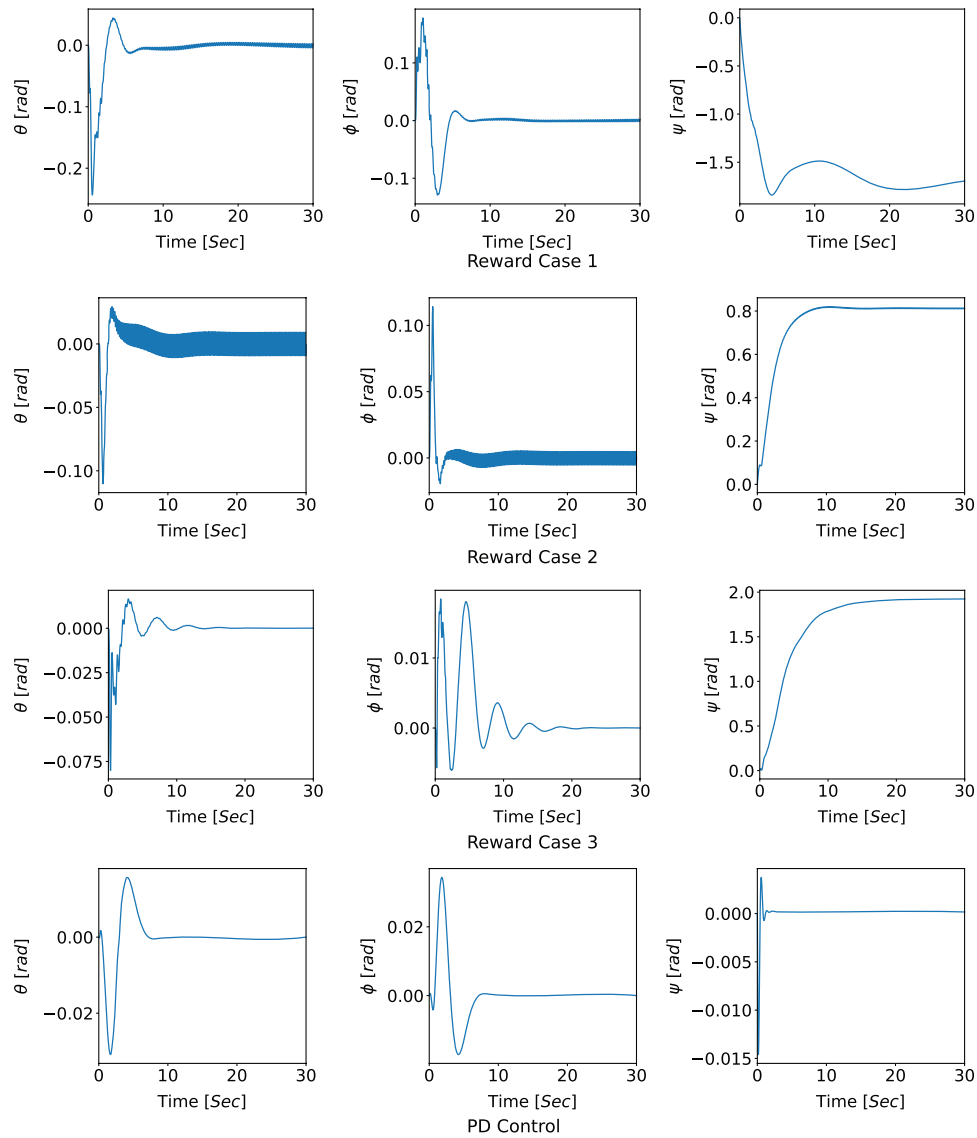 0.0
−0.1
−0.2
θ [rad]
0 10 20 30
Time [Sec]
0.1
0.0
−0.1
ϕ [rad]
0 10 20 30
Time [Sec]
0.0
−0.5
−1.0
−1.5
ψ [rad]
0 10 20 30
Time [Sec]
Reward Case 1
0.00
−0.05
−0.10
θ [rad]
0 10 20 30
Time [Sec]
0.10
0.05
0.00
ϕ [rad]
0 10 20 30
Time [Sec]
0.8
0.6
0.4
0.2
0.0
ψ [rad]
0 10 20 30
Time [Sec]
Reward Case 2
0.000
−0.025
−0.050
−0.075
θ [rad]
0 10 20 30
Time [Sec]
0.01
0.00
ϕ [rad]
0 10 20 30
Time [Sec]
2.0
1.5
1.0
0.5
0.0
ψ [rad]
0 10 20 30
Time [Sec]
Reward Case 3
0.00
−0.02
θ [rad]
0 10 20 30
Time [Sec]
0.02
0.00
ϕ [rad]
0 10 20 30
Time [Sec]
0.000
−0.005
−0.010
−0.015
ψ [rad]
0 10 20 30
Time [Sec]
PD Control